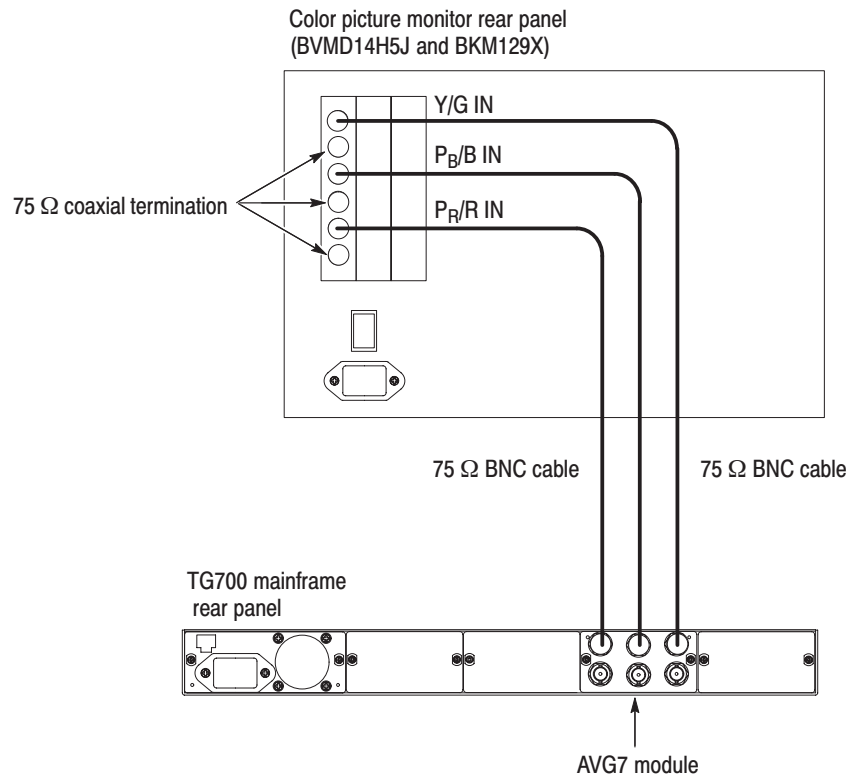 Color picture monitor rear panel
(BVMD14H5J and BKM129X)
Y/G IN
P_B/B IN
75 Ω coaxial termination
P_R/R IN
75 Ω BNC cable
75 Ω BNC cable
TG700 mainframe
rear panel
AVG7 module